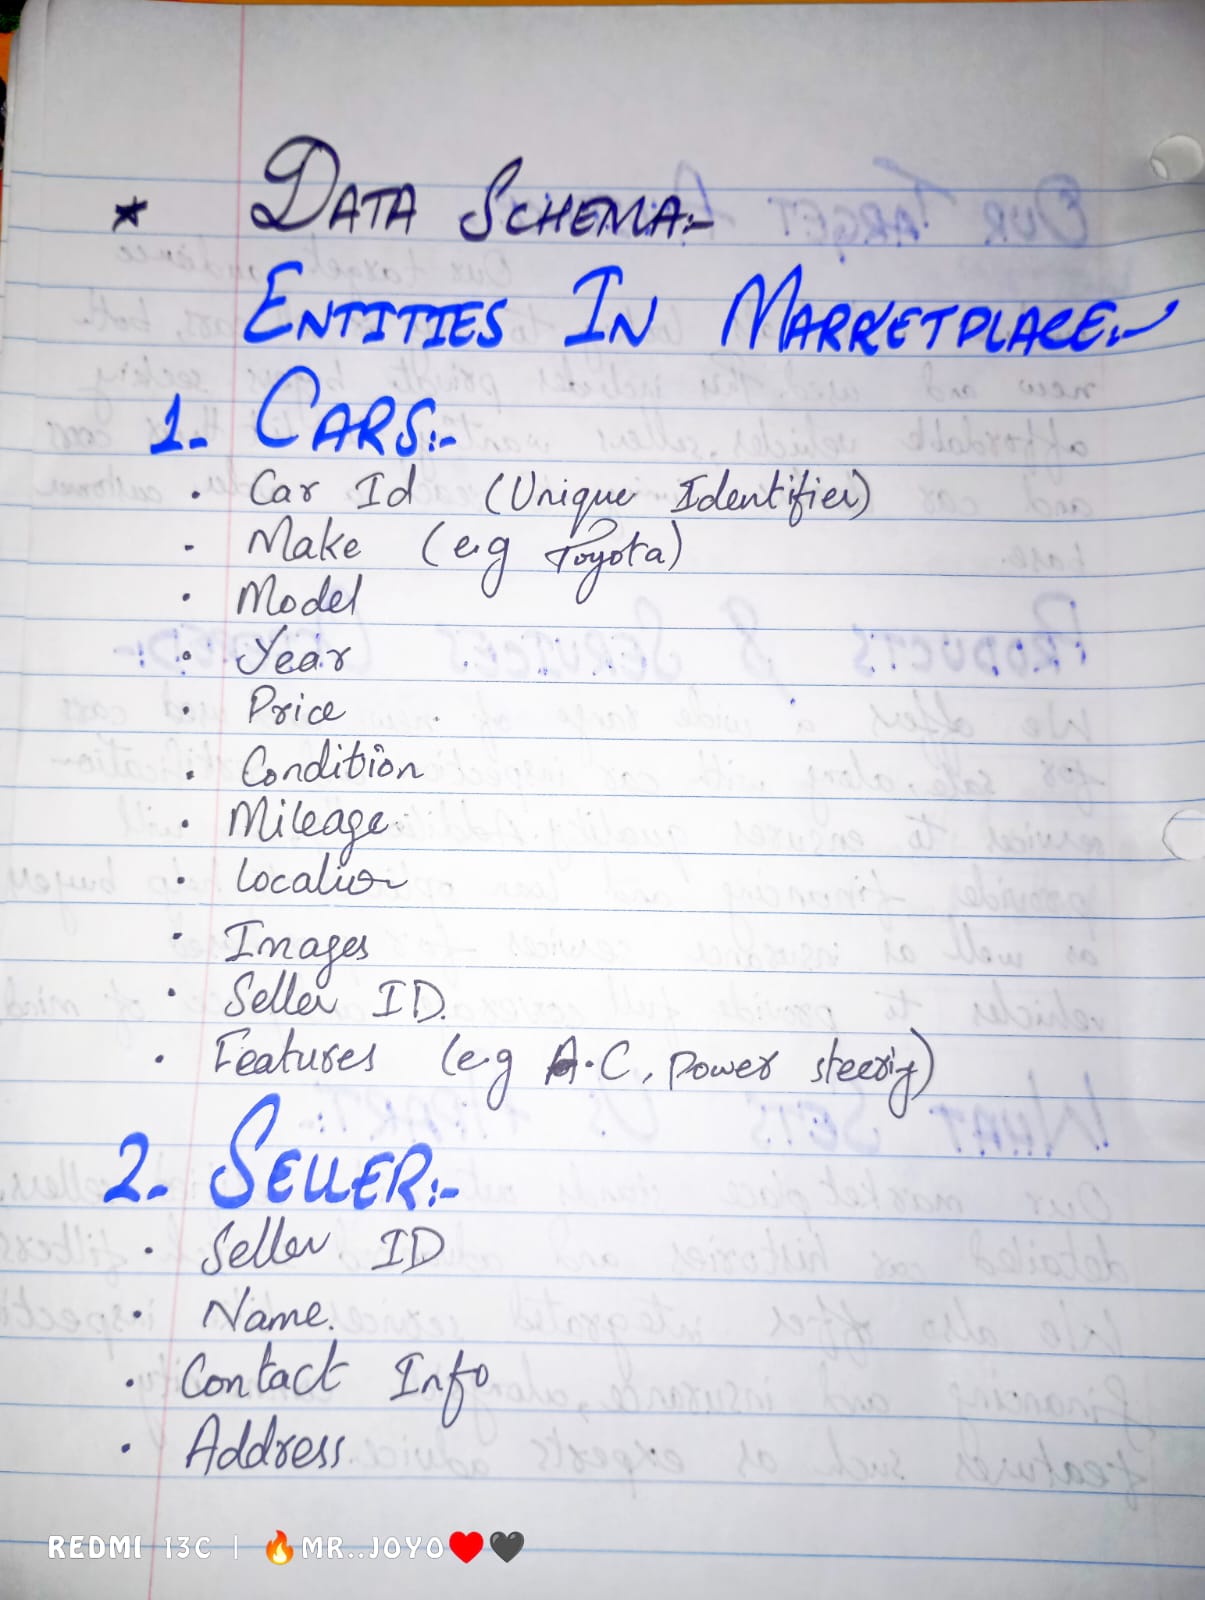 * DATA SCHEMA:-
ENTITIES IN MARKETPLACE:-
1- CARS:-
• Car Id (Unique Identifier)
- Make (e.g Toyota)
• Model
• Year
• Price
• Condition
• Mileage
• Location
• Images
• Seller ID.
• Features (e.g A.C, Power steerig)
2- SELLER:-
• Seller ID
• Name.
• Contact Info
• Address
REDMI 13C | 🔥MR..JOYO❤️🖤